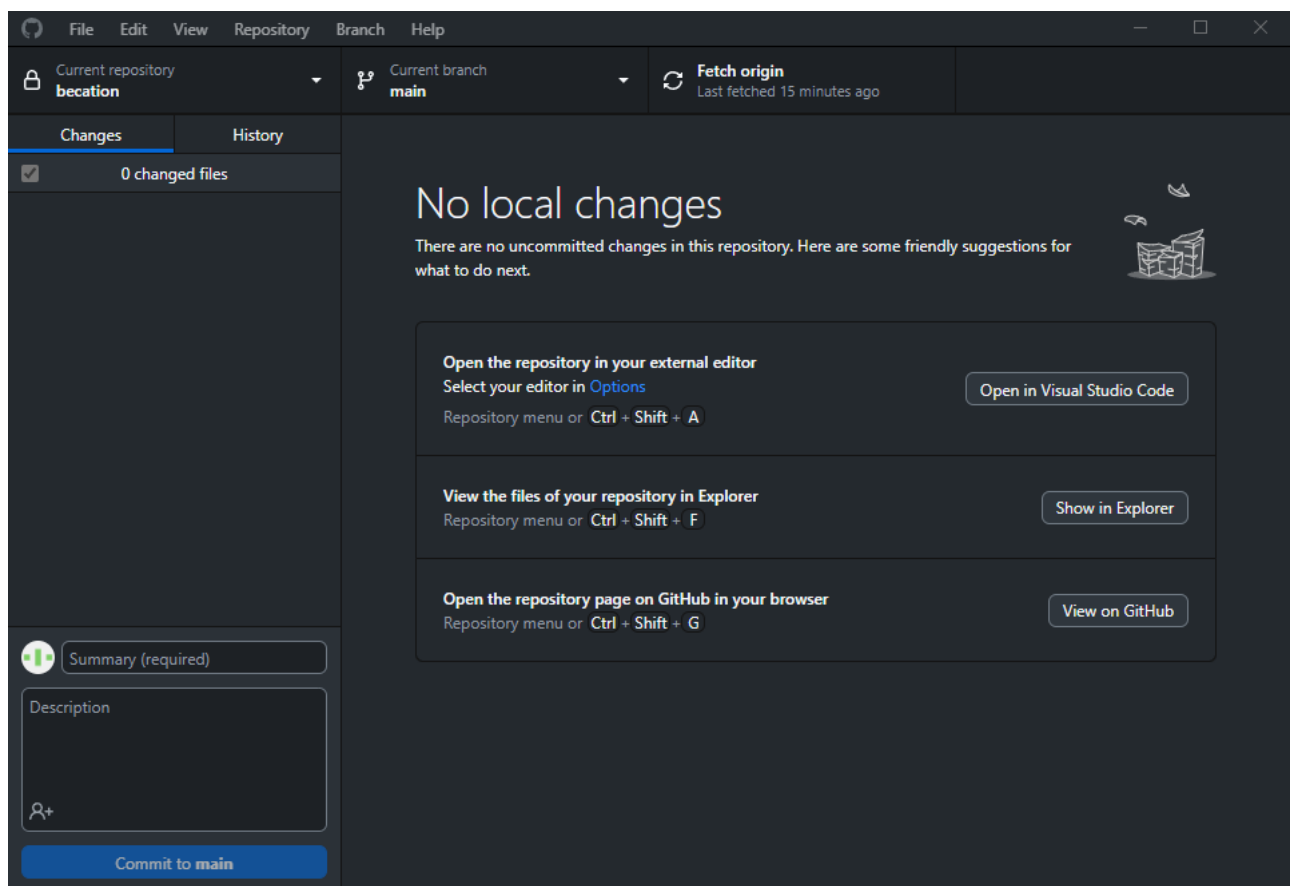 File Edit View Repository Branch Help
Current repository
becation
Current branch
main
Fetch origin
Last fetched 15 minutes ago
Changes History
0 changed files
No local changes
There are no uncommitted changes in this repository. Here are some friendly suggestions for
what to do next.
Open the repository in your external editor
Select your editor in Options
Repository menu or Ctrl + Shift + A
Open in Visual Studio Code
View the files of your repository in Explorer
Repository menu or Ctrl + Shift + F
Show in Explorer
Open the repository page on GitHub in your browser
Repository menu or Ctrl + Shift + G
View on GitHub
Summary (required)
Description
Commit to main